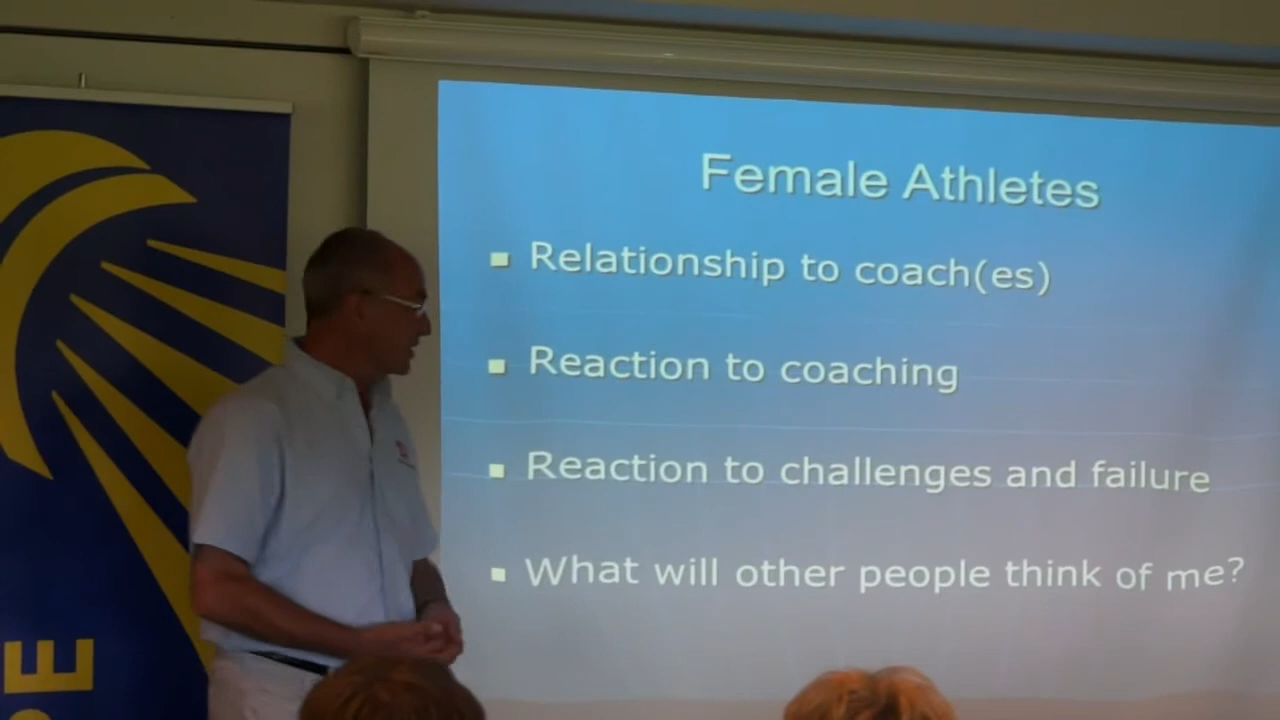 Female Athletes
Relationship to coach(es)
Reaction to coaching
Reaction to challenges and failure
What will other people think of me?